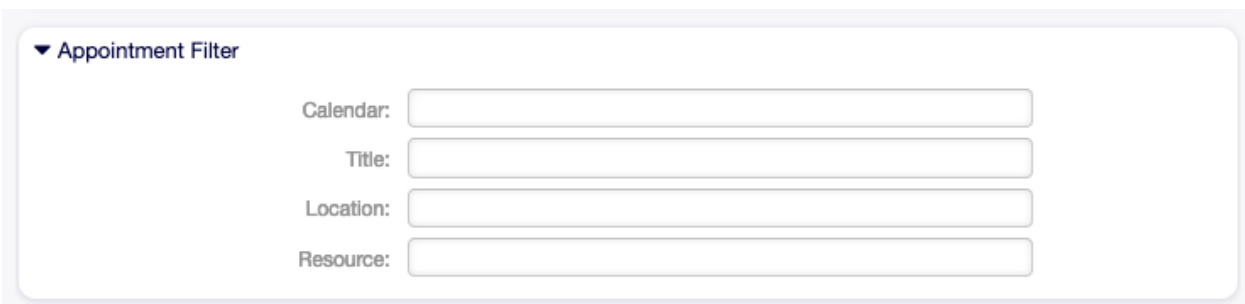 Appointment Filter
Calendar:
Title:
Location:
Resource: